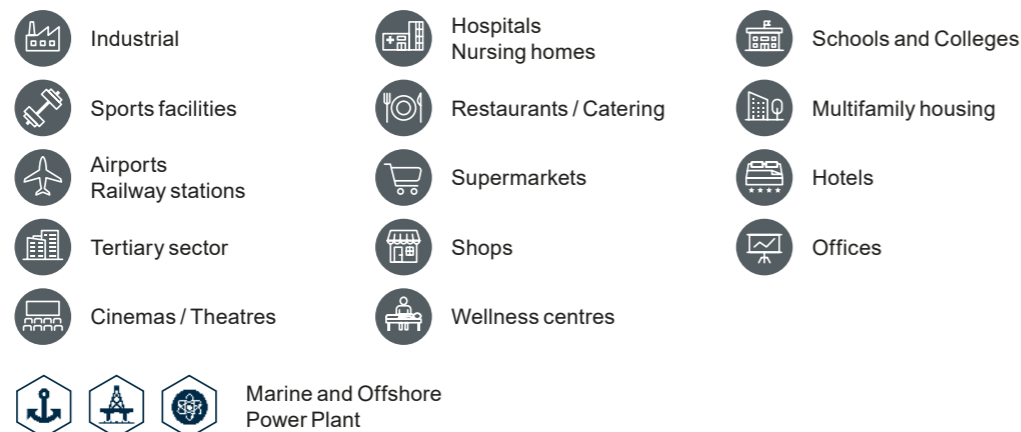 Industrial
Hospitals
Nursing homes
Schools and Colleges
Sports facilities
Restaurants / Catering
Multifamily housing
Airports
Railway stations
Supermarkets
Hotels
Tertiary sector
Shops
Offices
Cinemas / Theatres
Wellness centres
Marine and Offshore
Power Plant